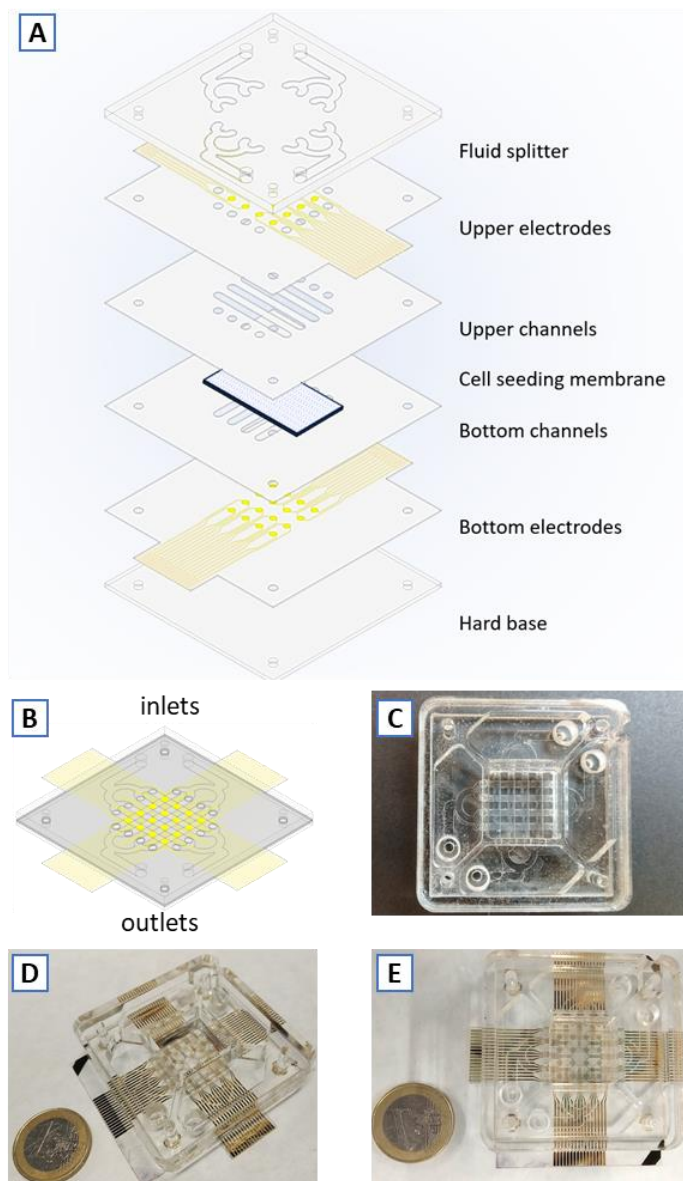 A
Fluid splitter
Upper electrodes
Upper channels
Cell seeding membrane
Bottom channels
Bottom electrodes
Hard base
B
inlets
outlets
C
D
E